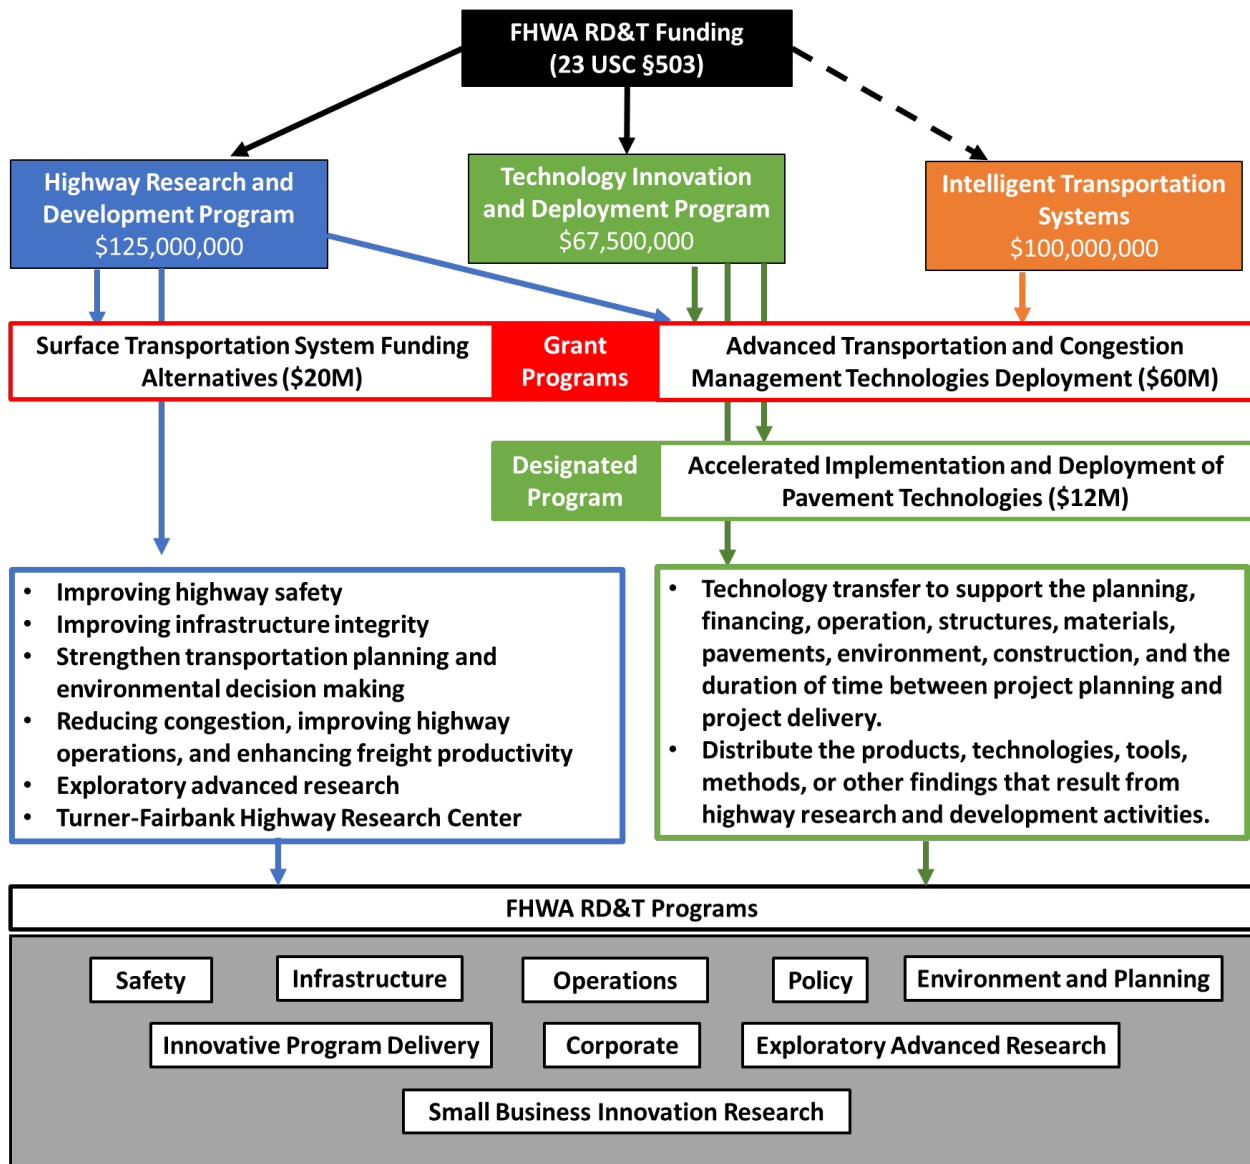 FHWA RD&T Funding
(23 USC §503)
Highway Research and
Development Program
$125,000,000
Technology Innovation
and Deployment Program
$67,500,000
Intelligent Transportation
Systems
$100,000,000
Surface Transportation System Funding
Alternatives ($20M)
Grant
Programs
Advanced Transportation and Congestion
Management Technologies Deployment ($60M)
Designated
Program
Accelerated Implementation and Deployment of
Pavement Technologies ($12M)
• Improving highway safety
• Improving infrastructure integrity
• Strengthen transportation planning and
environmental decision making
• Reducing congestion, improving highway
operations, and enhancing freight productivity
• Exploratory advanced research
• Turner-Fairbank Highway Research Center
• Technology transfer to support the planning,
financing, operation, structures, materials,
pavements, environment, construction, and the
duration of time between project planning and
project delivery.
• Distribute the products, technologies, tools,
methods, or other findings that result from
highway research and development activities.
FHWA RD&T Programs
Safety
Infrastructure
Operations
Policy
Environment and Planning
Innovative Program Delivery
Corporate
Exploratory Advanced Research
Small Business Innovation Research